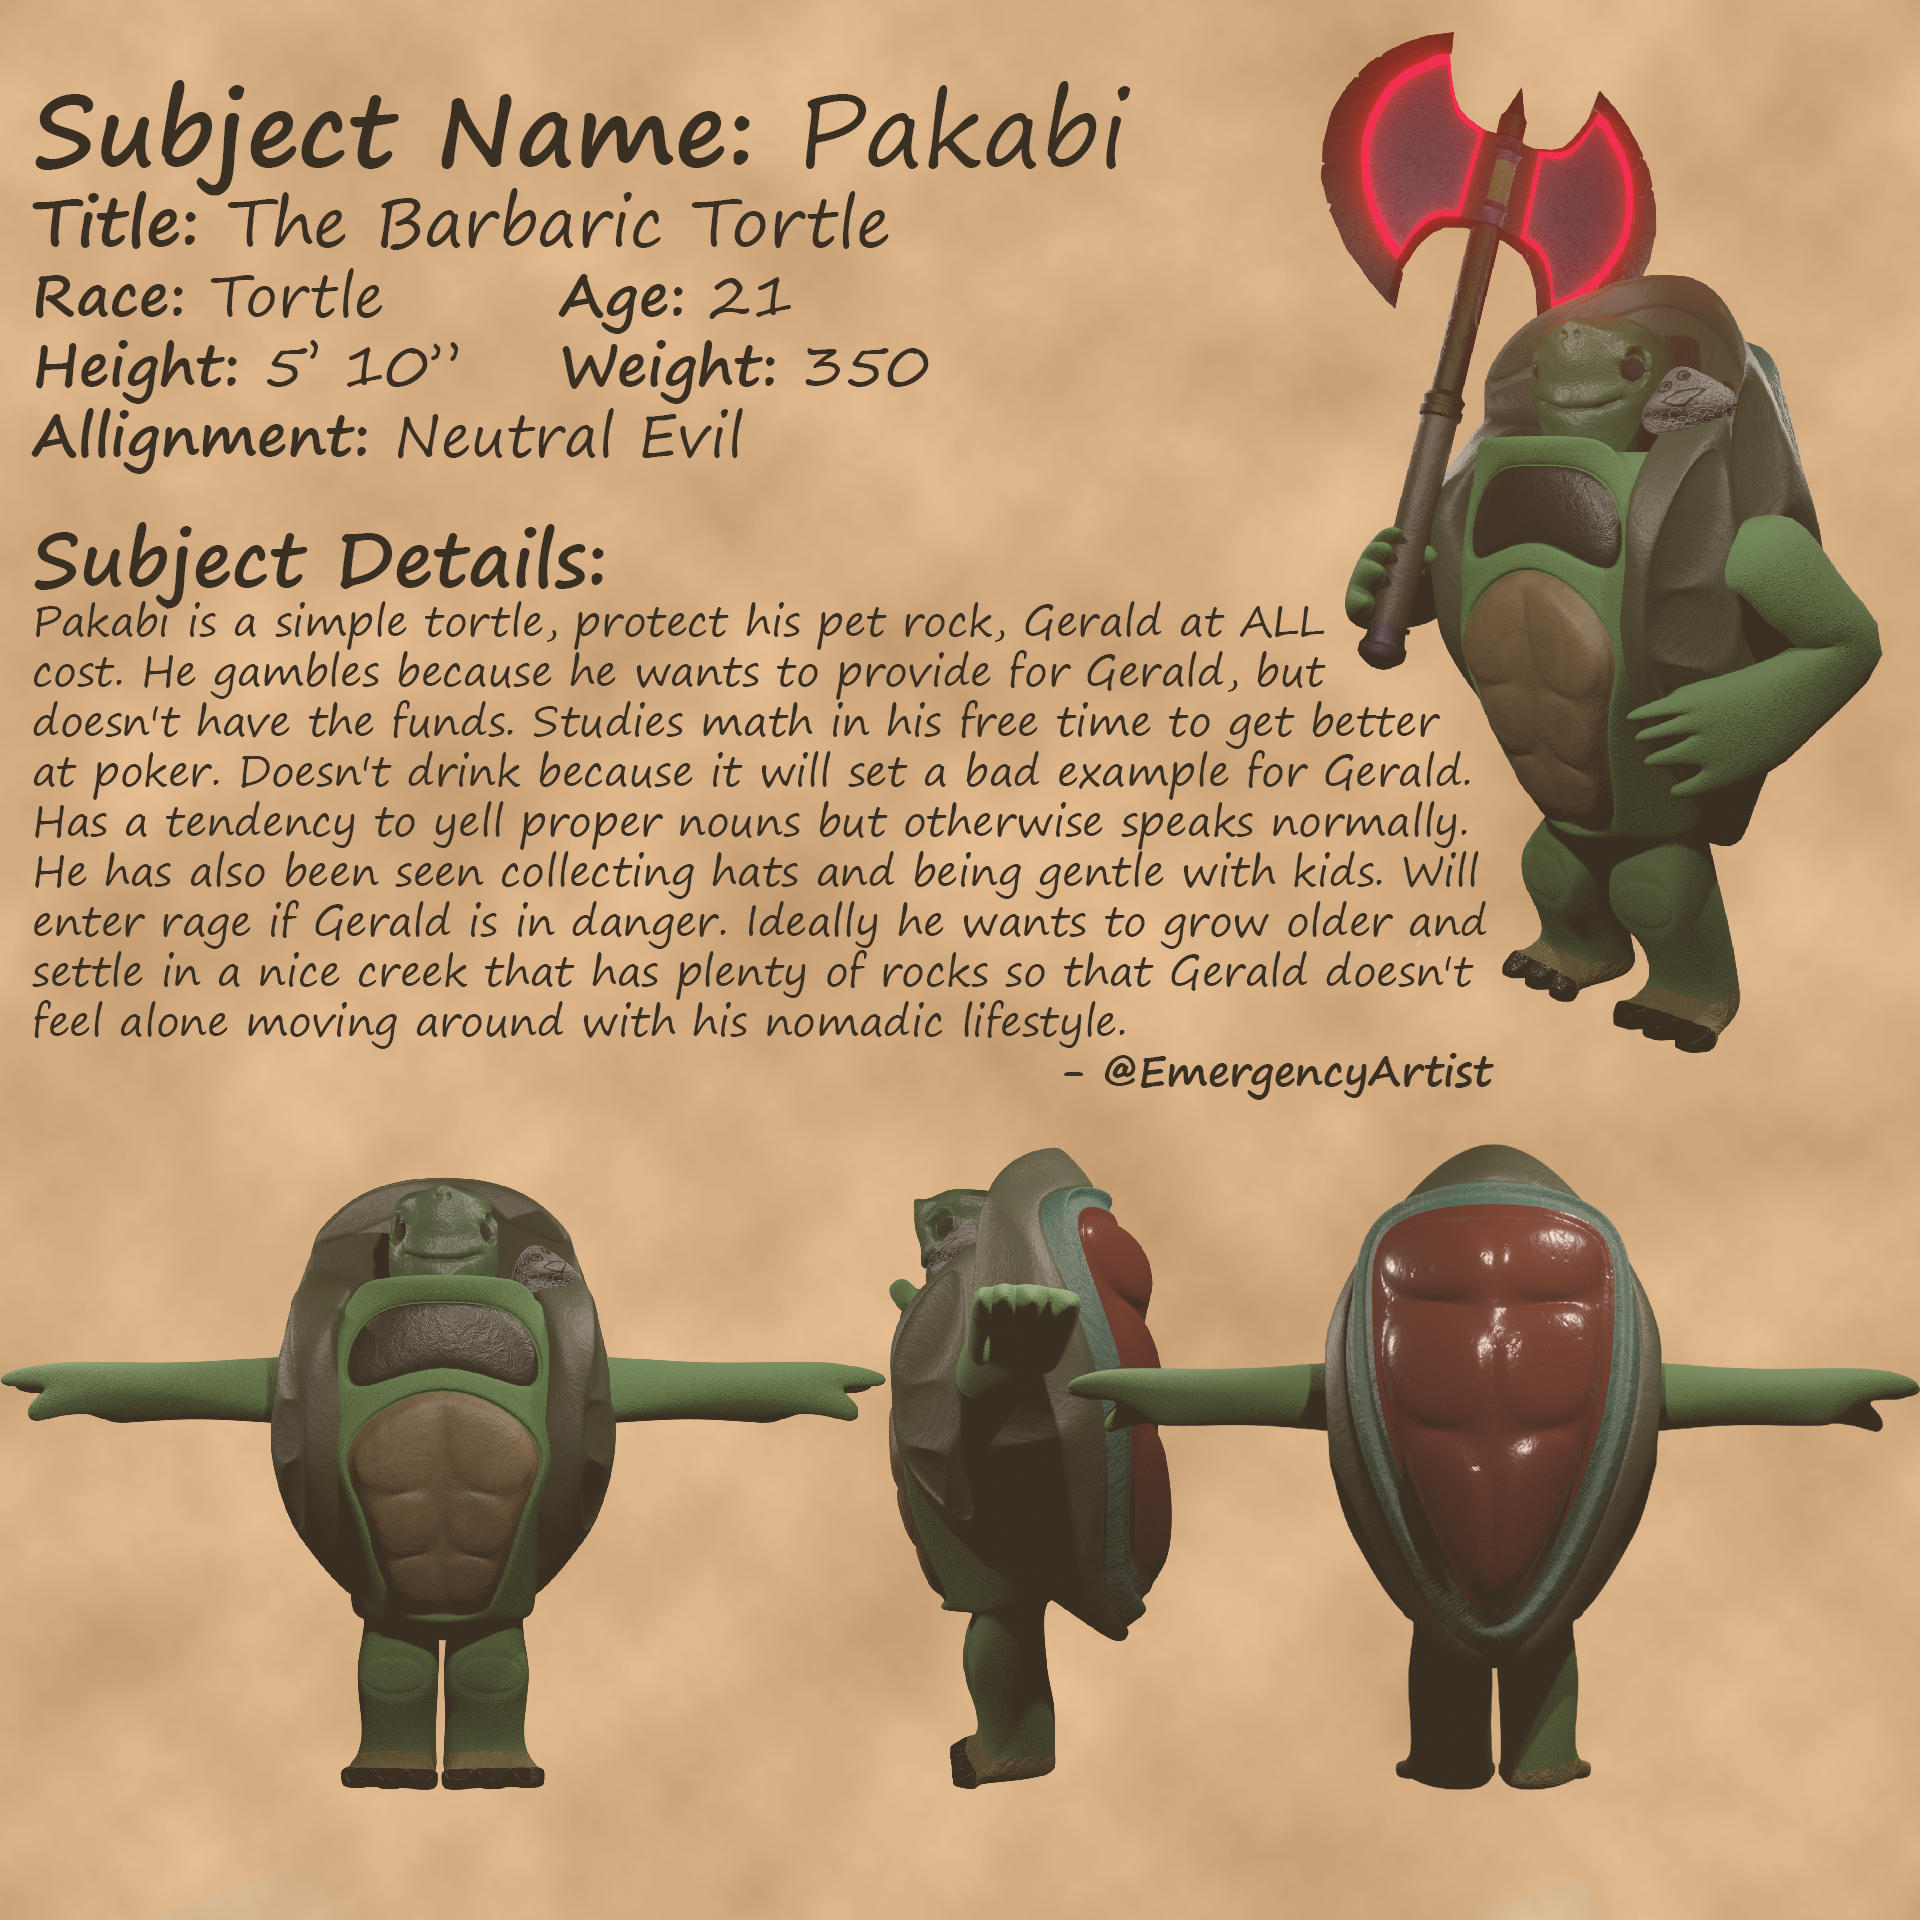 Subject Name: Pakabi
Title: The Barbaric Tortle
Race: Tortle Age: 21
Height: 5’ 10’’ Weight: 350
Allignment: Neutral Evil
Subject Details:
Pakabi is a simple tortle, protect his pet rock, Gerald at ALL
cost. He gambles because he wants to provide for Gerald, but
doesn't have the funds. Studies math in his free time to get better
at poker. Doesn't drink because it will set a bad example for Gerald.
Has a tendency to yell proper nouns but otherwise speaks normally.
He has also been seen collecting hats and being gentle with kids. Will
enter rage if Gerald is in danger. Ideally he wants to grow older and
settle in a nice creek that has plenty of rocks so that Gerald doesn't
feel alone moving around with his nomadic lifestyle.
- @EmergencyArtist